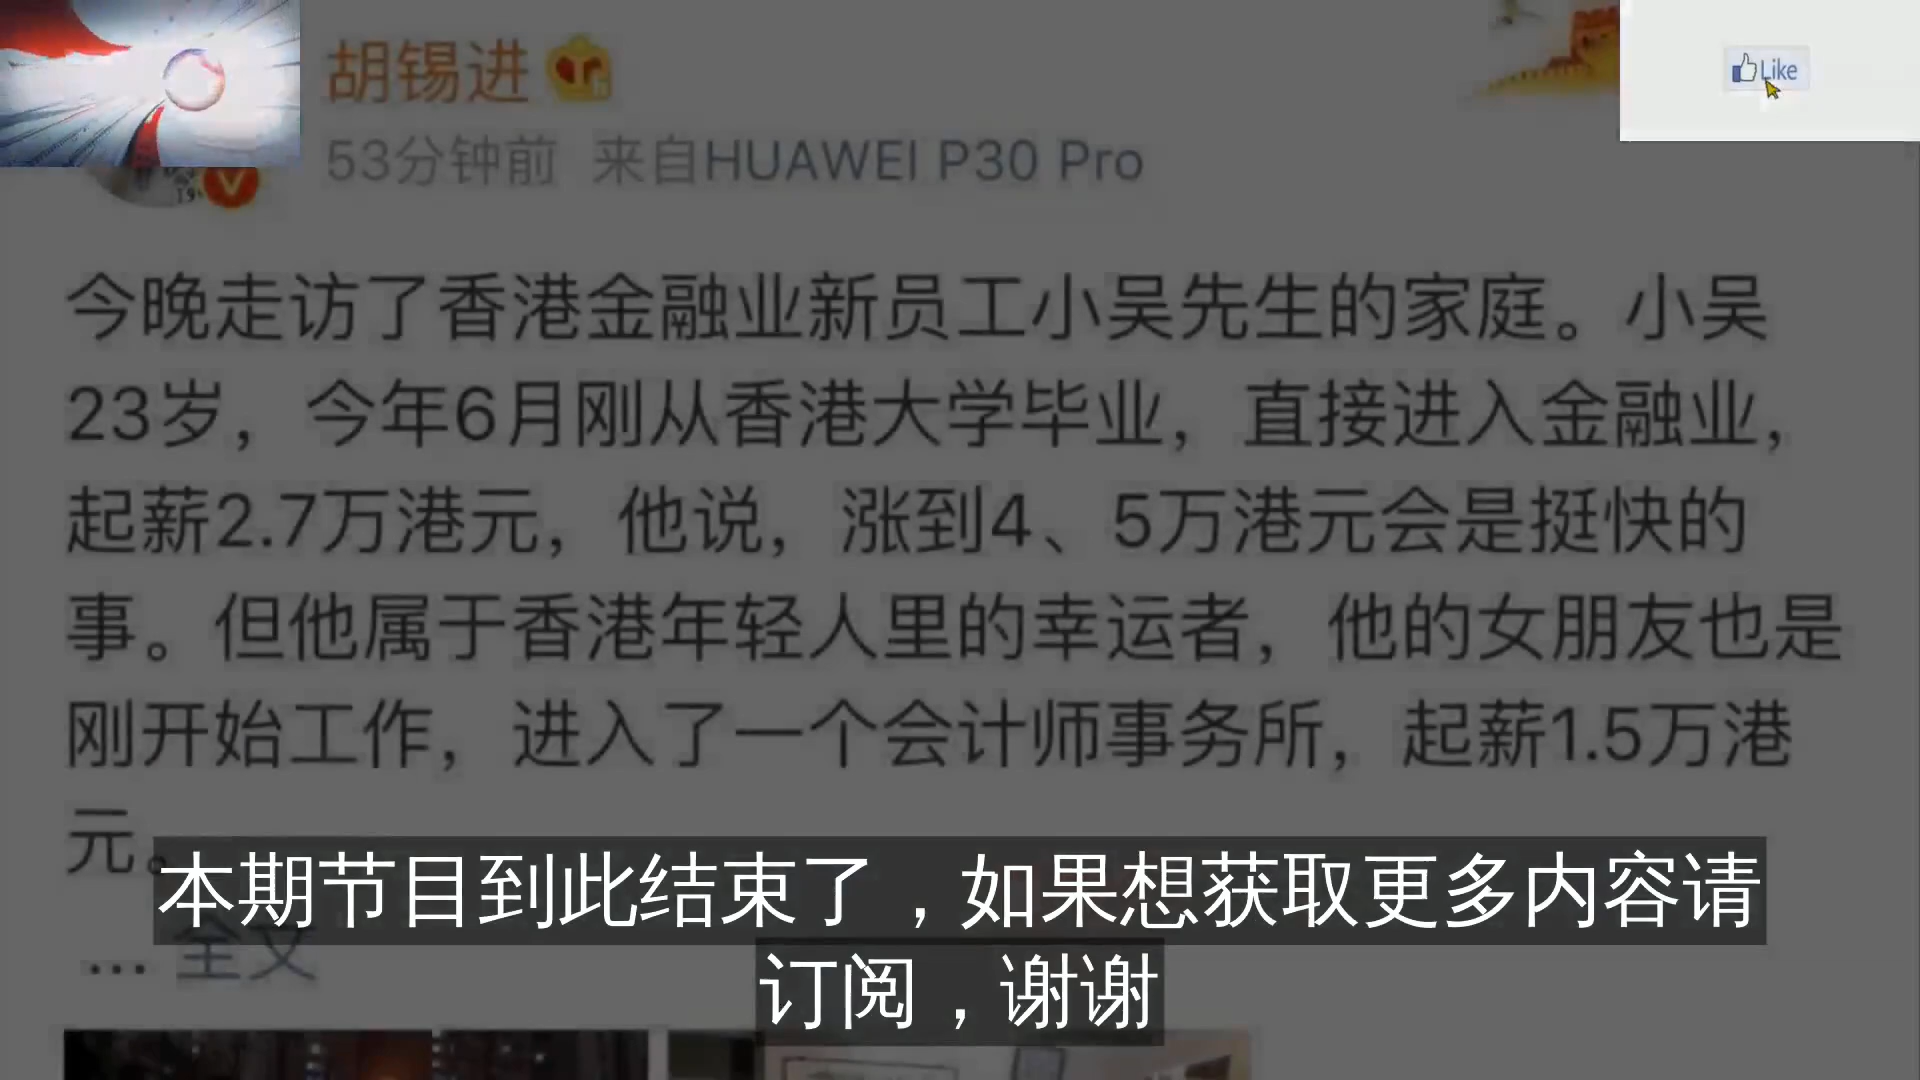 胡锡进
Like
53分钟前 来自HUAWEI P30 Pro
今晚走访了香港金融业新员工小吴先生的家庭。小吴
23岁，今年6月刚从香港大学毕业，直接进入金融业，
起薪2.7万港元，他说，涨到4、5万港元会是挺快的
事。但他属于香港年轻人里的幸运者，他的女朋友也是
刚开始工作，进入了一个会计师事务所，起薪1.5万港
元。
本期节目到此结束了，如果想获取更多内容请
... 全文
订阅，谢谢